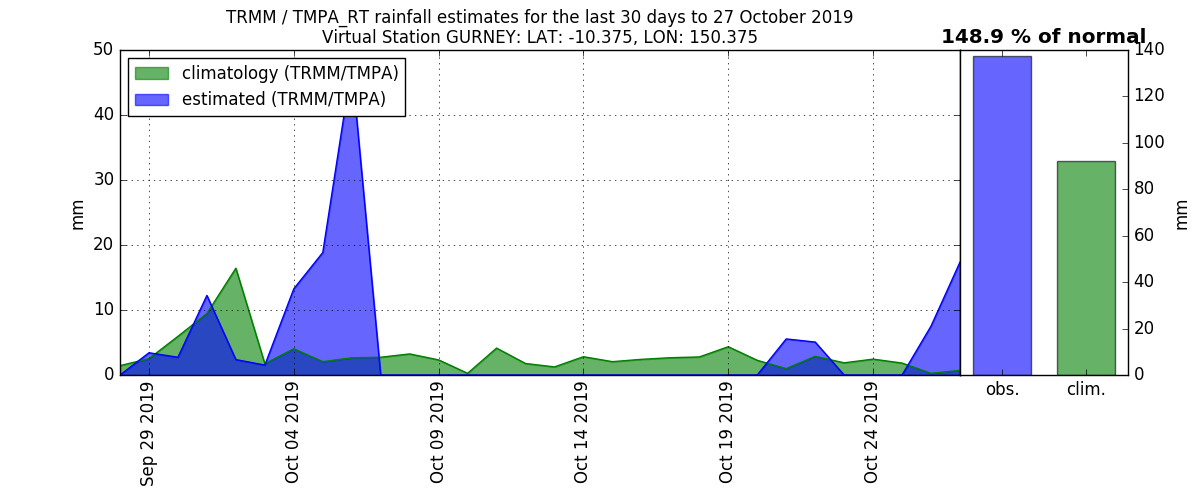 TRMM / TMPA_RT rainfall estimates for the last 30 days to 27 October 2019
Virtual Station GURNEY: LAT: -10.375, LON: 150.375
148.9 % of normal
climatology (TRMM/TMPA)
estimated (TRMM/TMPA)
50
40
30
20
10
0
mm
Sep 29 2019
Oct 04 2019
Oct 09 2019
Oct 14 2019
Oct 19 2019
Oct 24 2019
obs.
clim.
140
120
100
80
60
40
20
0
mm